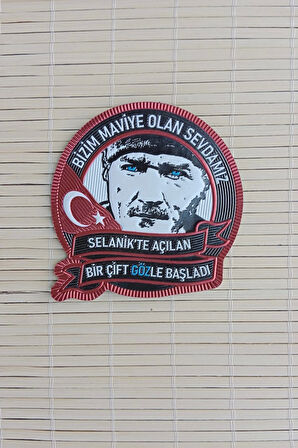 BİZİM MAVİYE OLAN SEVDAMIZ
SELANİK'TE AÇILAN
BİR ÇİFT GÖZLE BAŞLADI